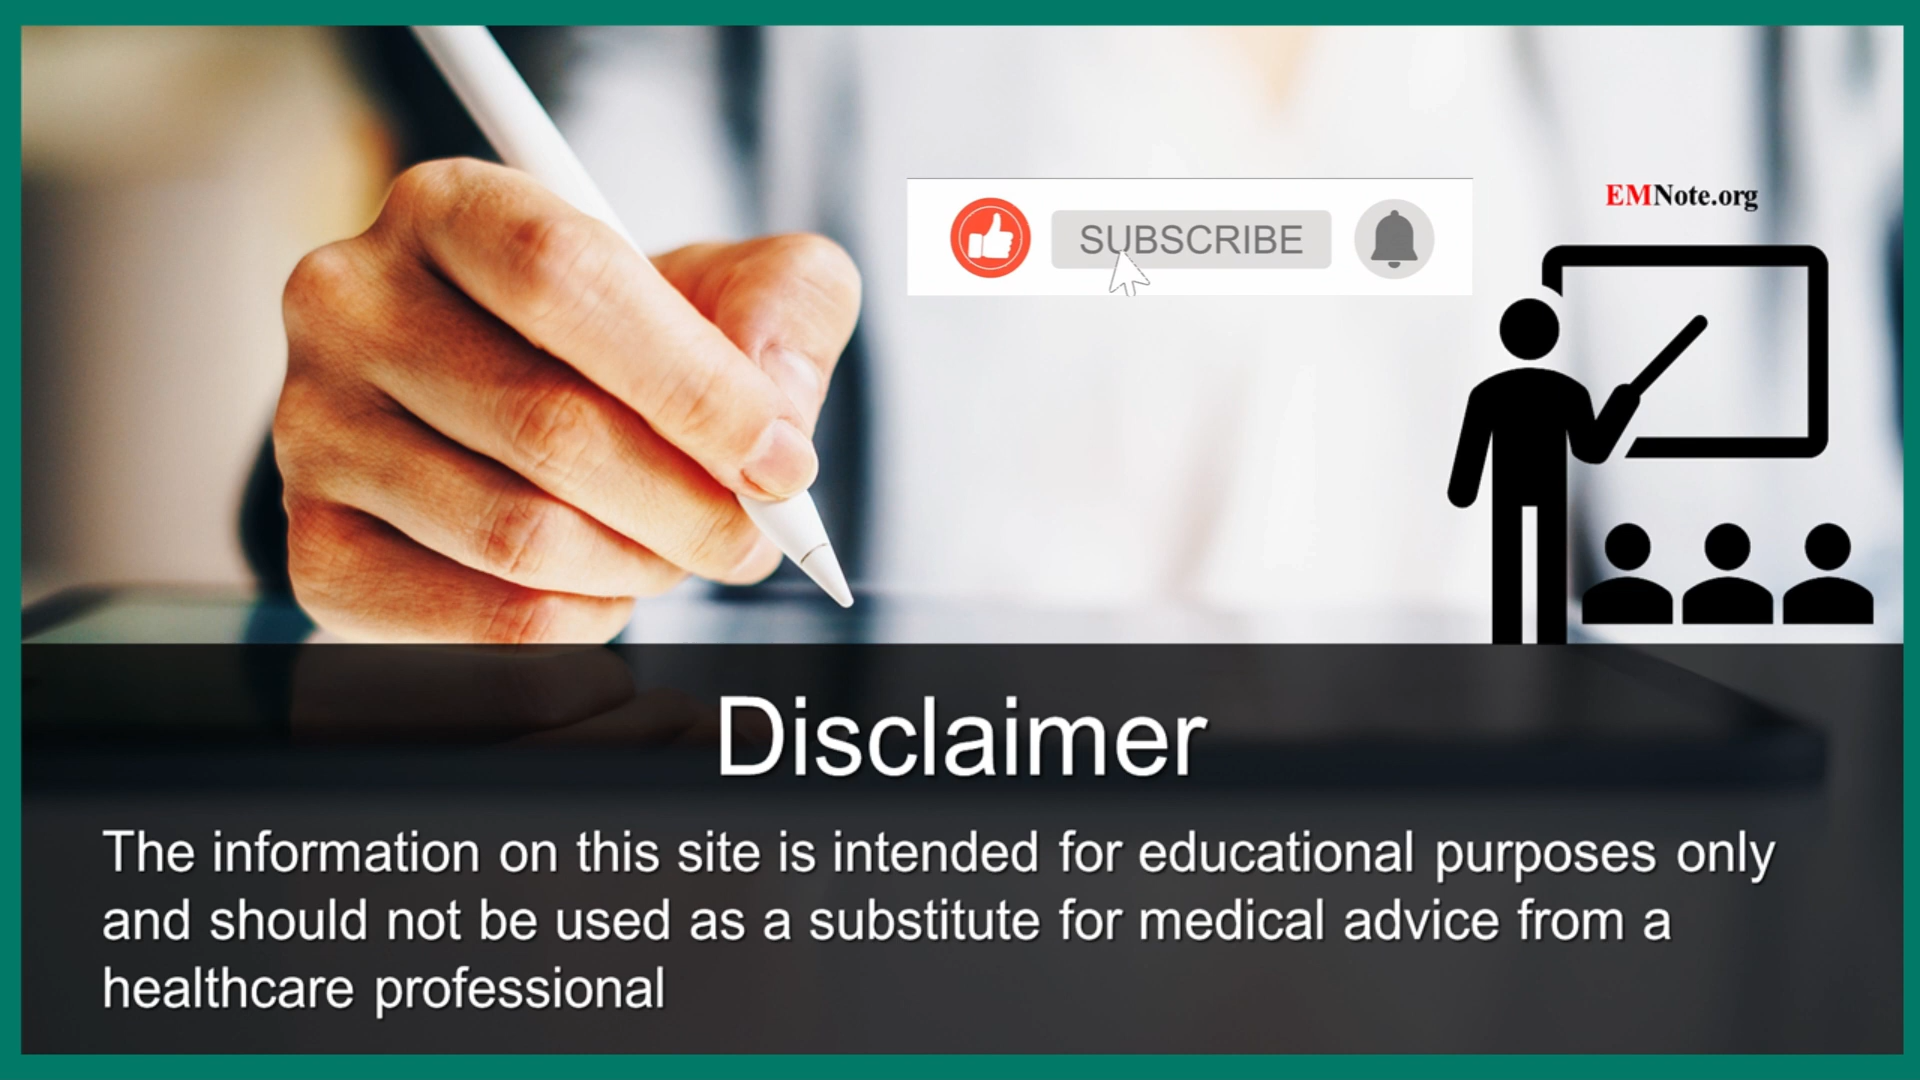 EMNote.org
SUBSCRIBE
Disclaimer
The information on this site is intended for educational purposes only
and should not be used as a substitute for medical advice from a
healthcare professional